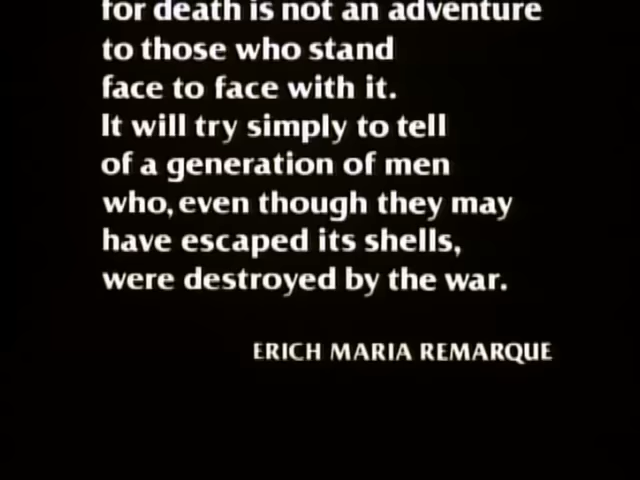 for death is not an adventure
to those who stand
face to face with it.
It will try simply to tell
of a generation of men
who, even though they may
have escaped its shells,
were destroyed by the war.
ERICH MARIA REMARQUE